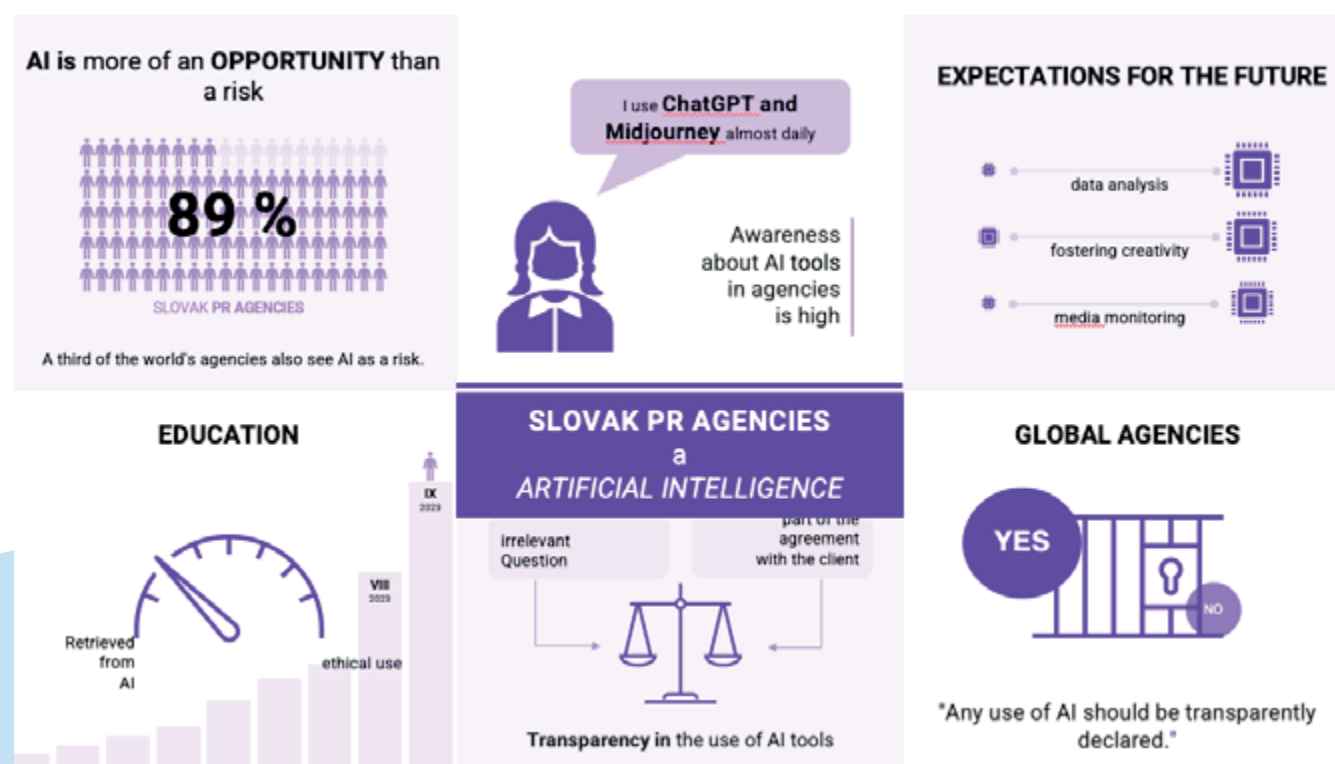 AI is more of an OPPORTUNITY than
a risk
89 %
SLOVAK PR AGENCIES
A third of the world's agencies also see AI as a risk.
I use ChatGPT and
Midjourney almost daily
Awareness
about AI tools
in agencies
is high
EXPECTATIONS FOR THE FUTURE
data analysis
fostering creativity
media monitoring
EDUCATION
IX
2023
VIII
2023
Retrieved
from
AI
ethical use
SLOVAK PR AGENCIES
a
ARTIFICIAL INTELLIGENCE
irrelevant
Question
part of the
agreement
with the client
Transparency in the use of AI tools
GLOBAL AGENCIES
YES
NO
"Any use of AI should be transparently
declared."